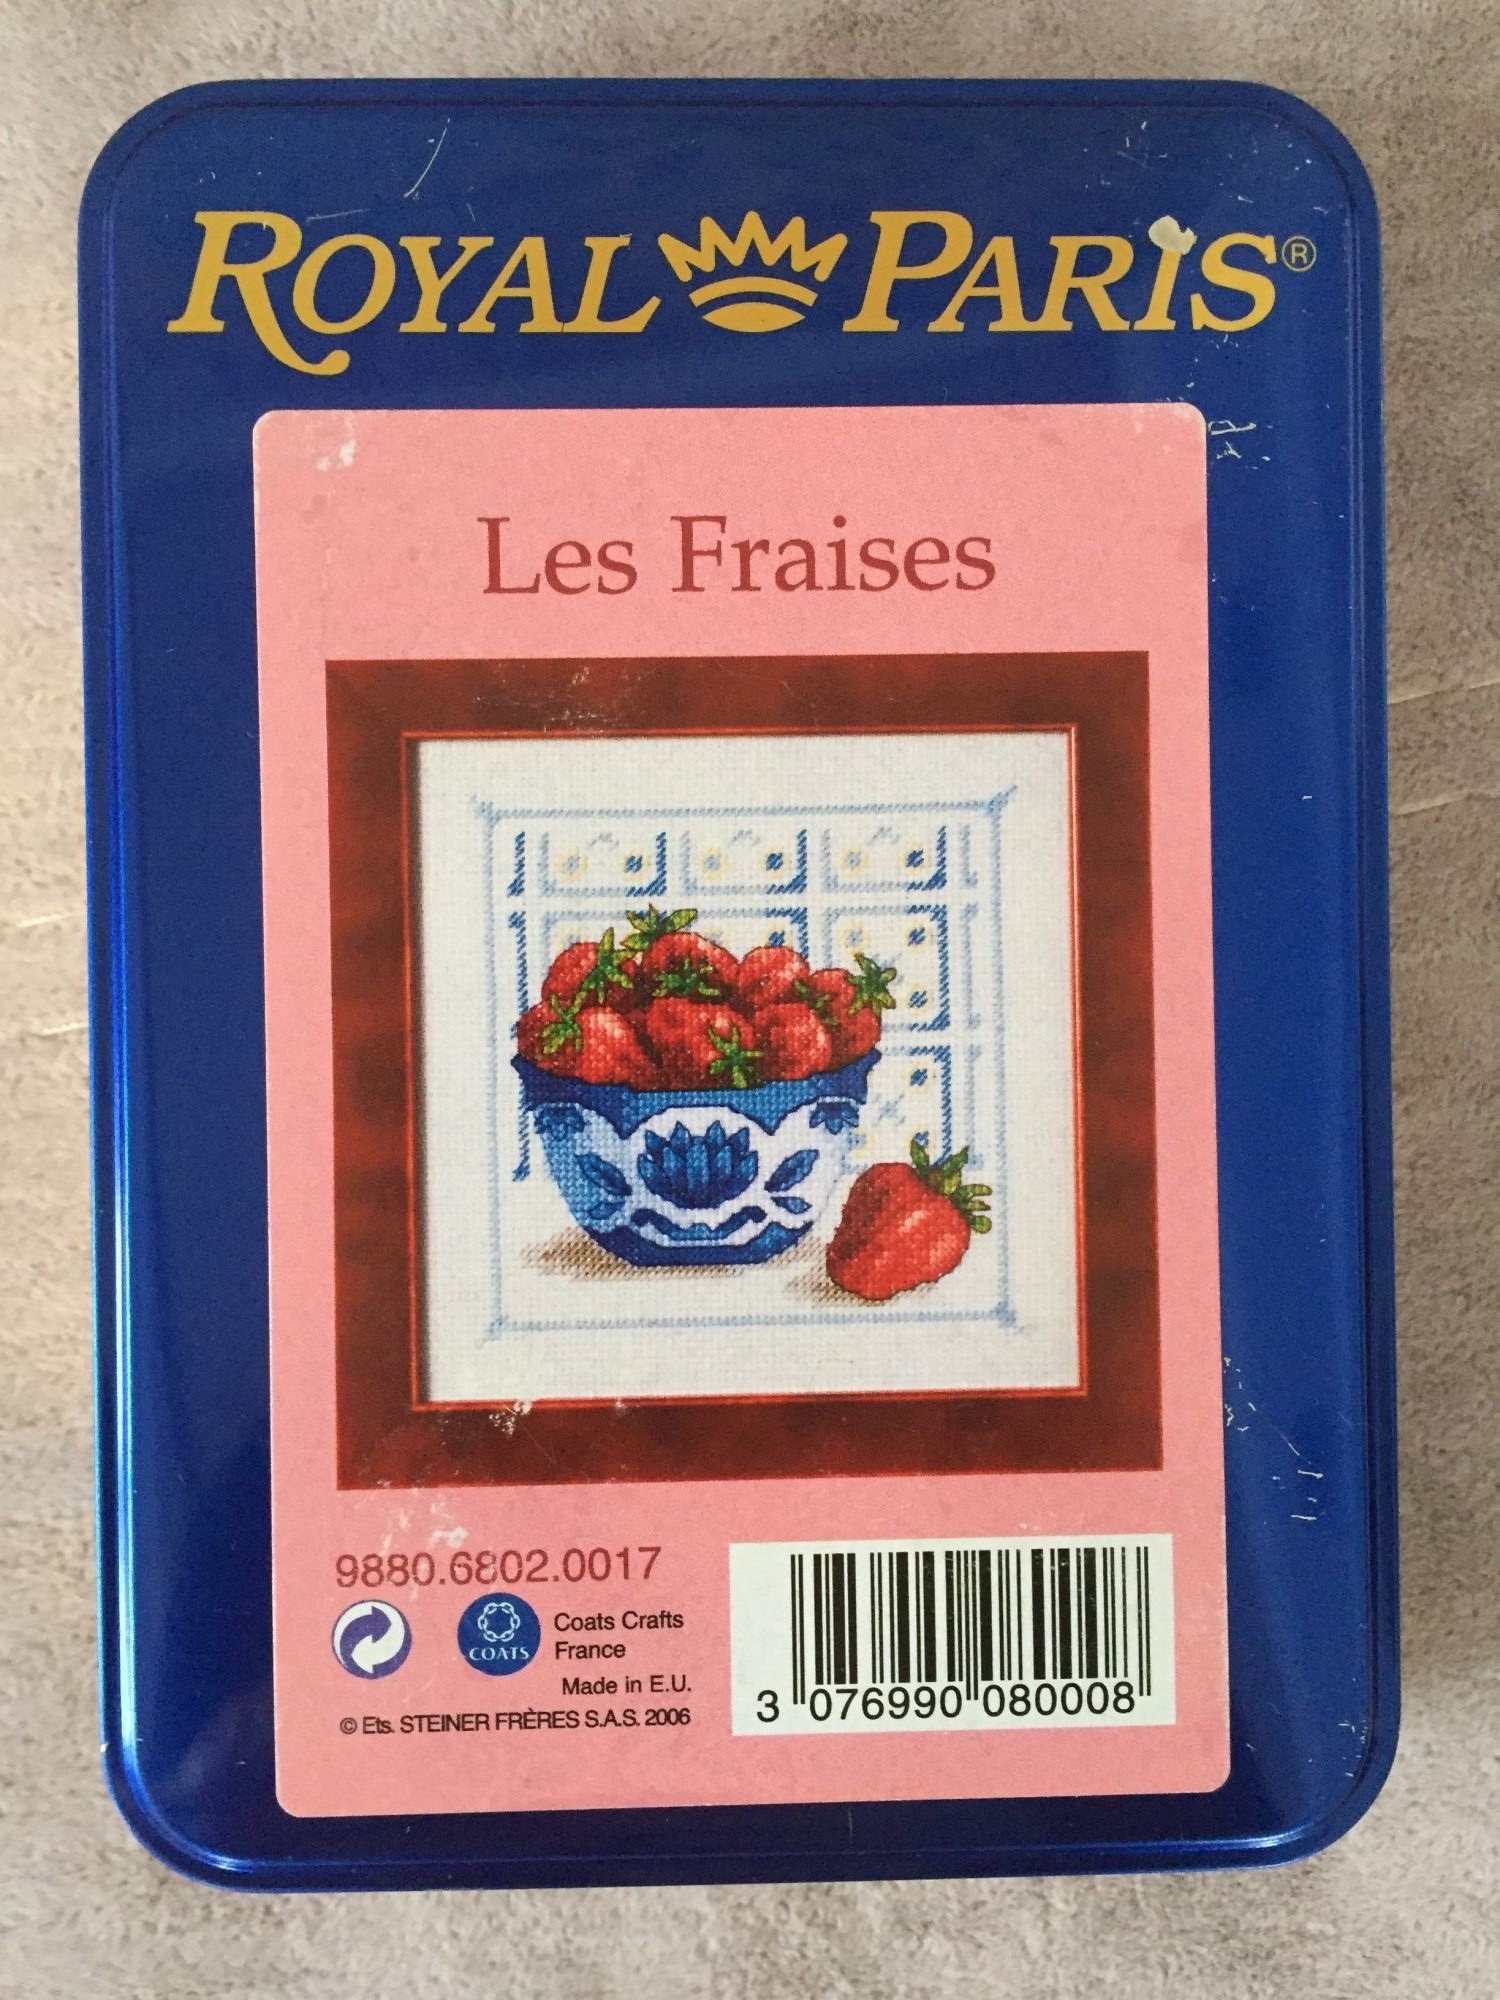 ROYAL PARIS®
Les Fraises
9880.6802.0017
COATS
Coats Crafts
France
Made in E.U.
© Ets. STEINER FRÈRES S.A.S. 2006
3 076990 080008